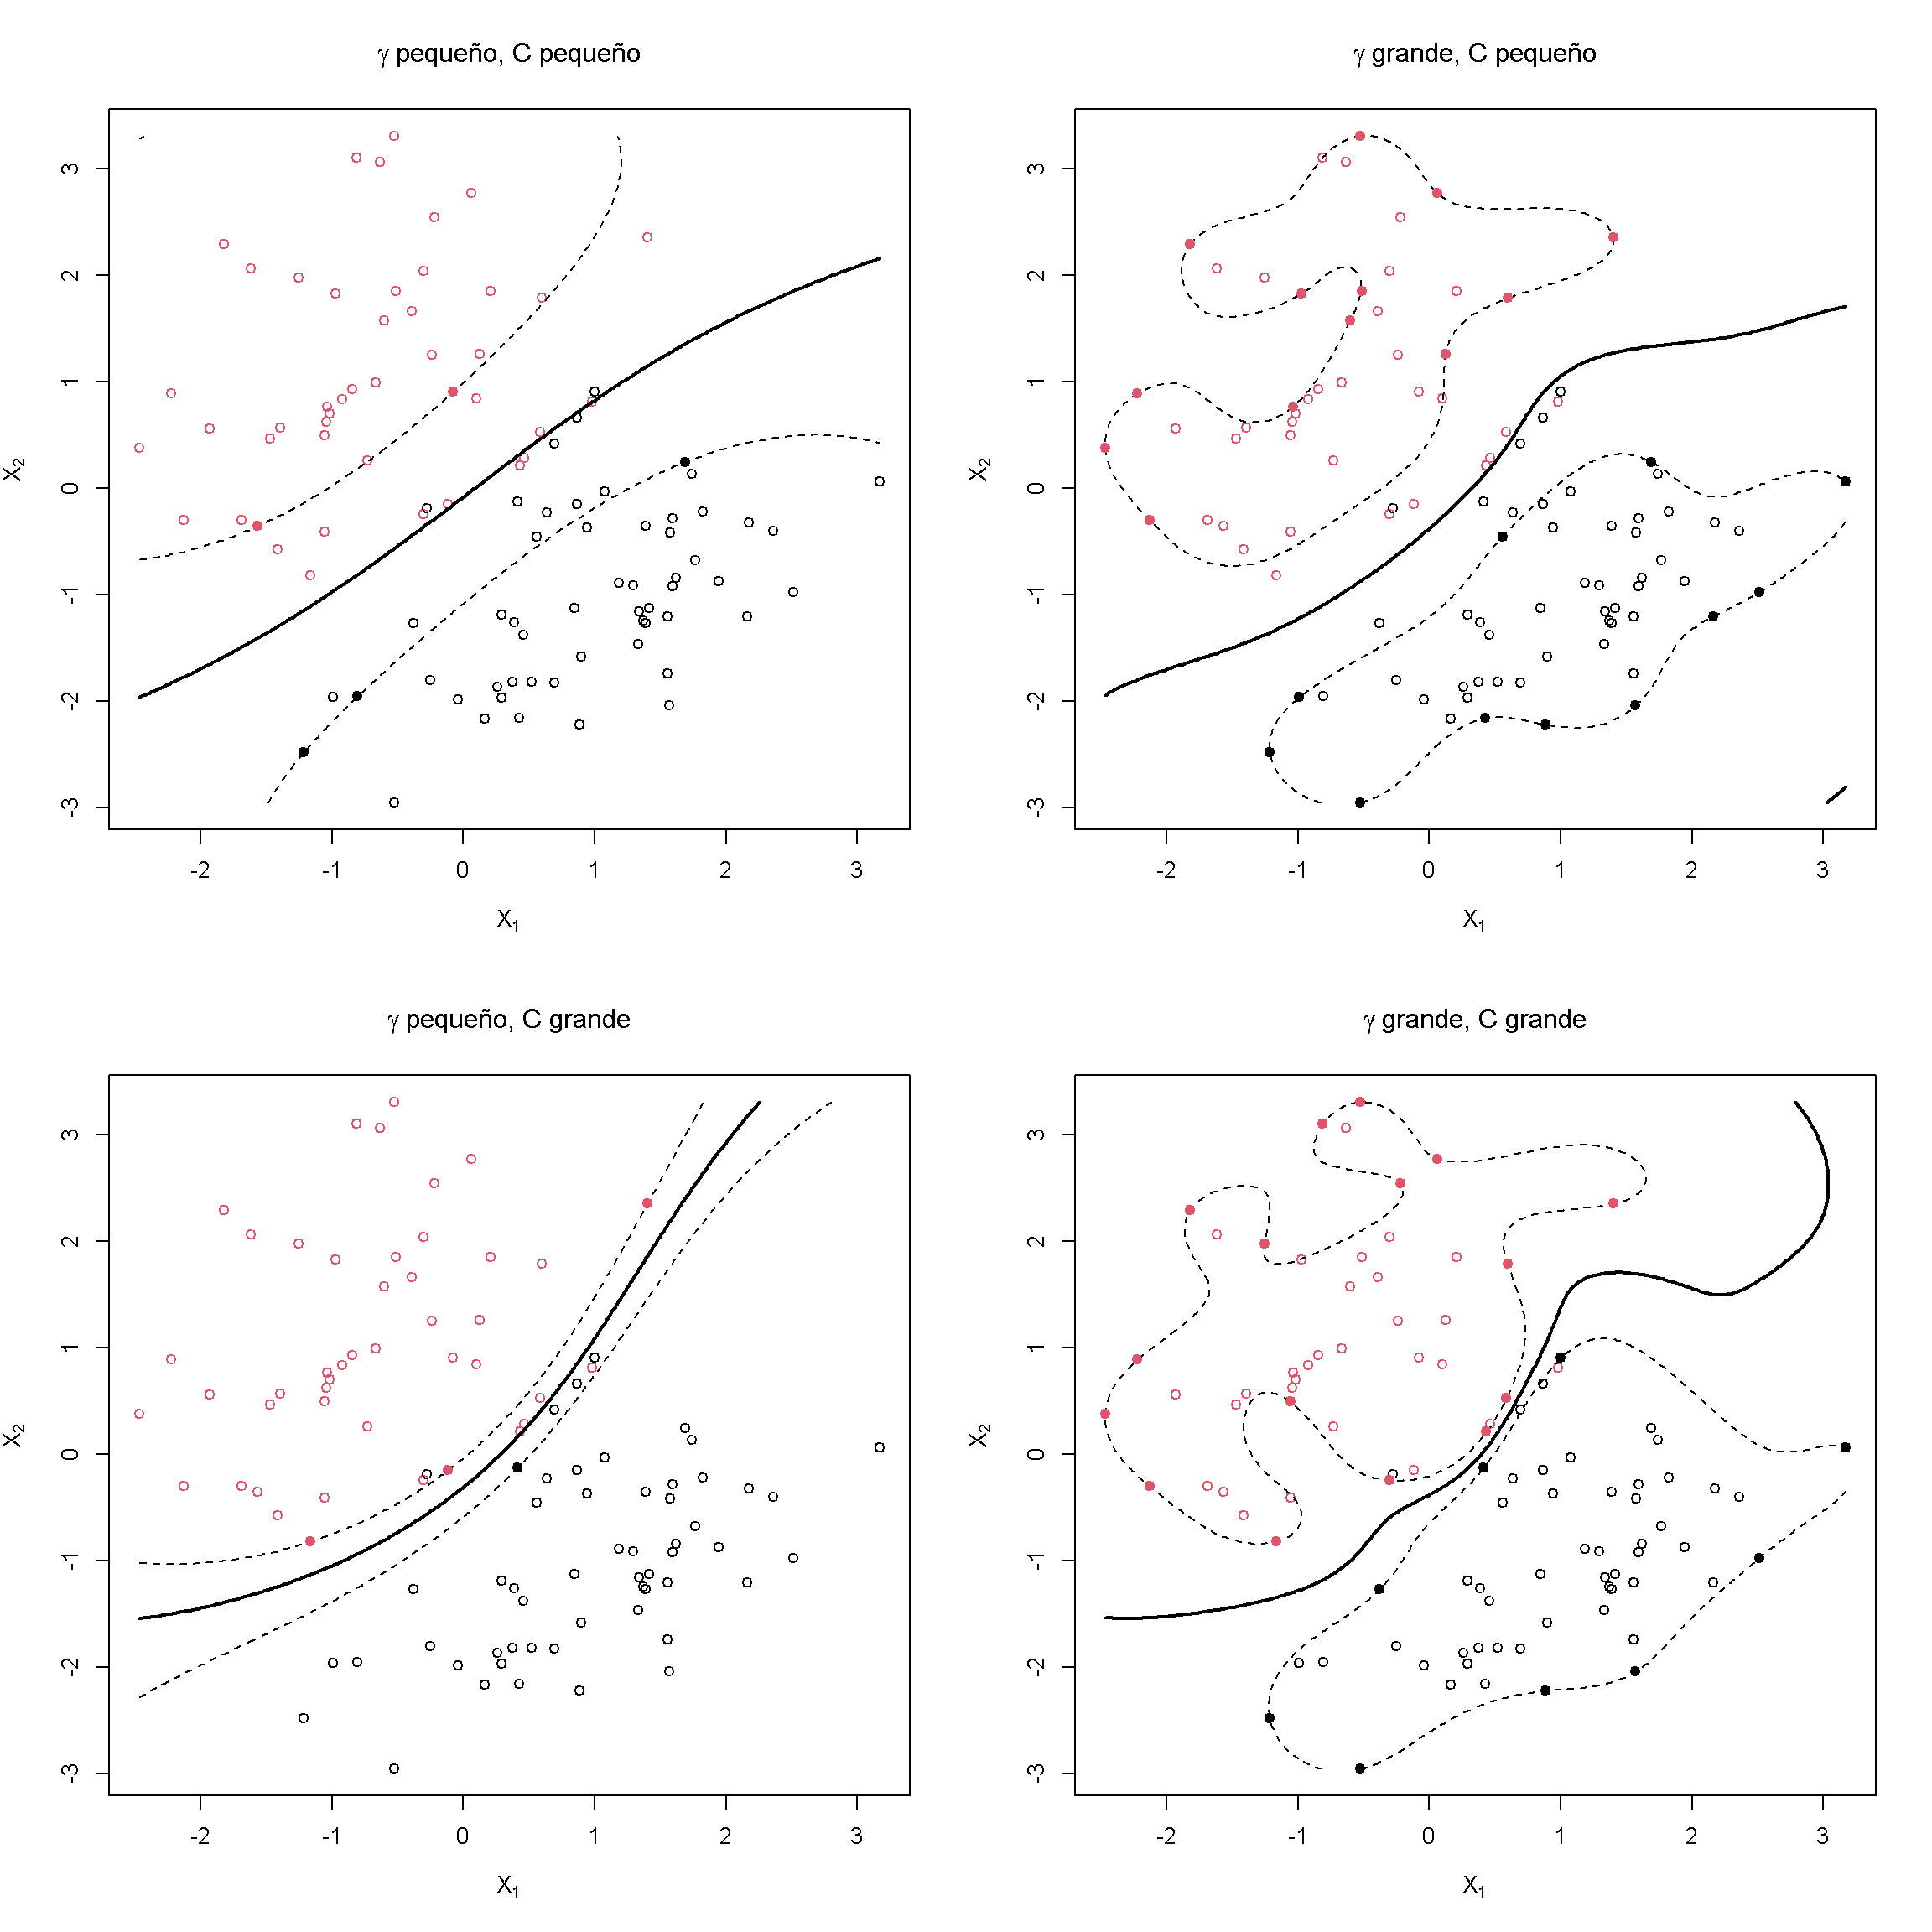 γ pequeño, C pequeño
3
2
1
0
-1
-2
-3
X₂
-2 -1 0 1 2 3
X₁
γ grande, C pequeño
3
2
1
0
-1
-2
-3
X₂
-2 -1 0 1 2 3
X₁
γ pequeño, C grande
3
2
1
0
-1
-2
-3
X₂
-2 -1 0 1 2 3
X₁
γ grande, C grande
3
2
1
0
-1
-2
-3
X₂
-2 -1 0 1 2 3
X₁